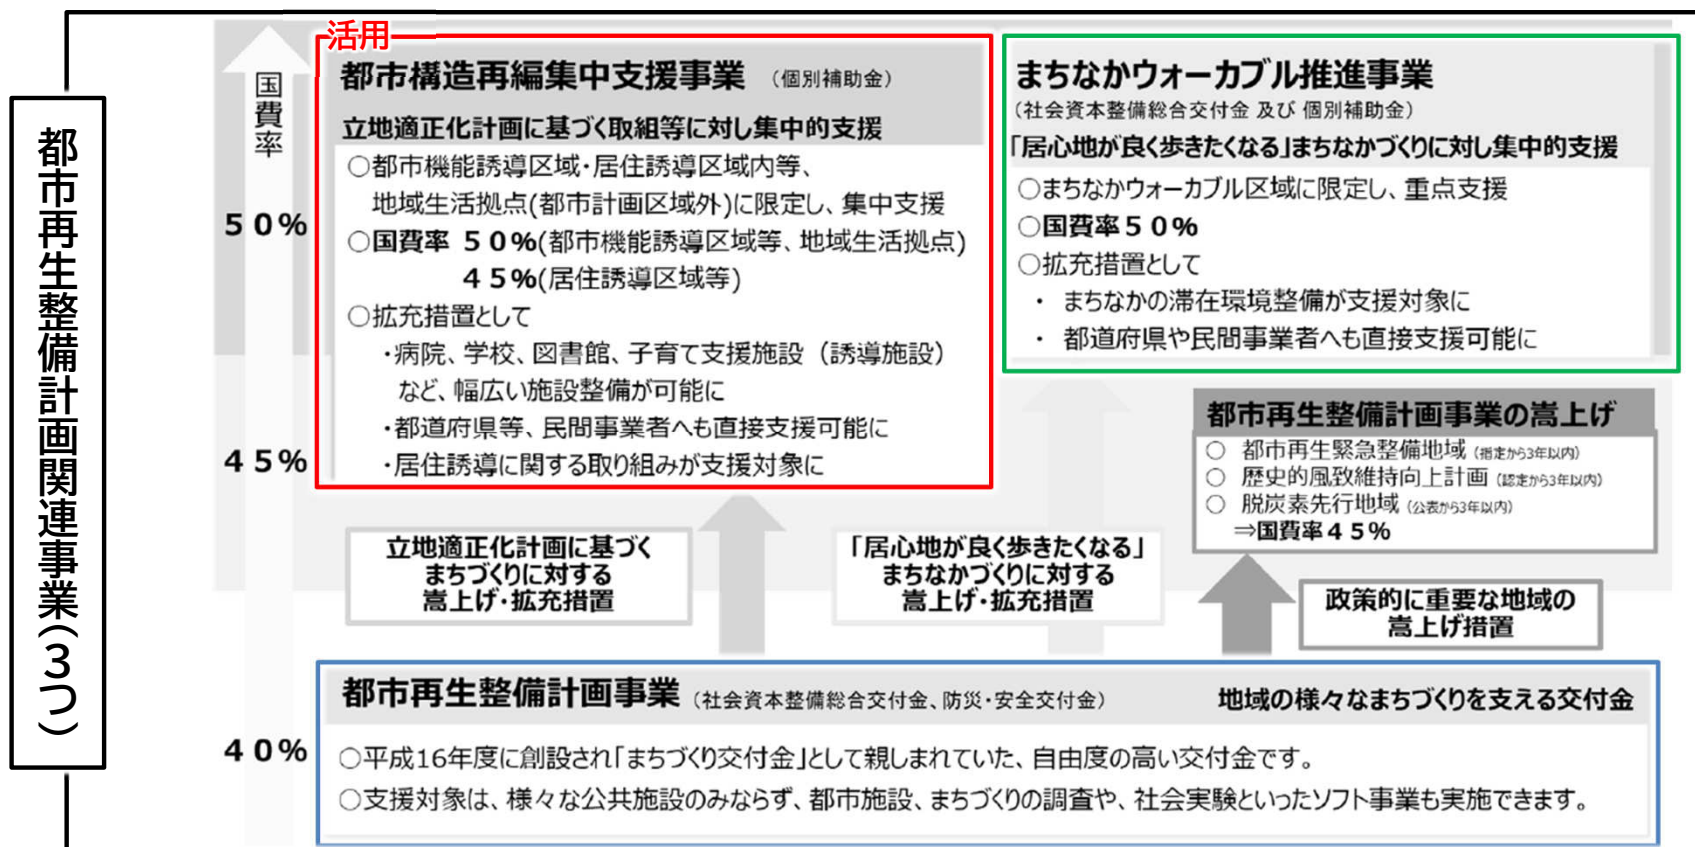 都市再生整備計画関連事業(3つ)
国費率
50%
45%
40%
活用
都市構造再編集中支援事業 (個別補助金)
立地適正化計画に基づく取組等に対し集中的支援
○都市機能誘導区域・居住誘導区域内等、
地域生活拠点(都市計画区域外)に限定し、集中支援
○国費率 50%(都市機能誘導区域等、地域生活拠点)
45%(居住誘導区域等)
○拡充措置として
・病院、学校、図書館、子育て支援施設(誘導施設)
など、幅広い施設整備が可能に
・都道府県等、民間事業者へも直接支援可能に
・居住誘導に関する取り組みが支援対象に
まちなかウォーカブル推進事業
(社会資本整備総合交付金 及び 個別補助金)
「居心地が良く歩きたくなる」まちなかづくりに対し集中的支援
○まちなかウォーカブル区域に限定し、重点支援
○国費率50%
○拡充措置として
・ まちなかの滞在環境整備が支援対象に
・ 都道府県や民間事業者へも直接支援可能に
都市再生整備計画事業の嵩上げ
○ 都市再生緊急整備地域 (指定から3年以内)
○ 歴史的風致維持向上計画 (認定から3年以内)
○ 脱炭素先行地域 (公表から3年以内)
⇒国費率45%
立地適正化計画に基づく
まちづくりに対する
嵩上げ・拡充措置
「居心地が良く歩きたくなる」
まちなかづくりに対する
嵩上げ・拡充措置
政策的に重要な地域の
嵩上げ措置
都市再生整備計画事業 (社会資本整備総合交付金、防災・安全交付金) 地域の様々なまちづくりを支える交付金
○平成16年度に創設され「まちづくり交付金」として親しまれていた、自由度の高い交付金です。
○支援対象は、様々な公共施設のみならず、都市施設、まちづくりの調査や、社会実験といったソフト事業も実施できます。